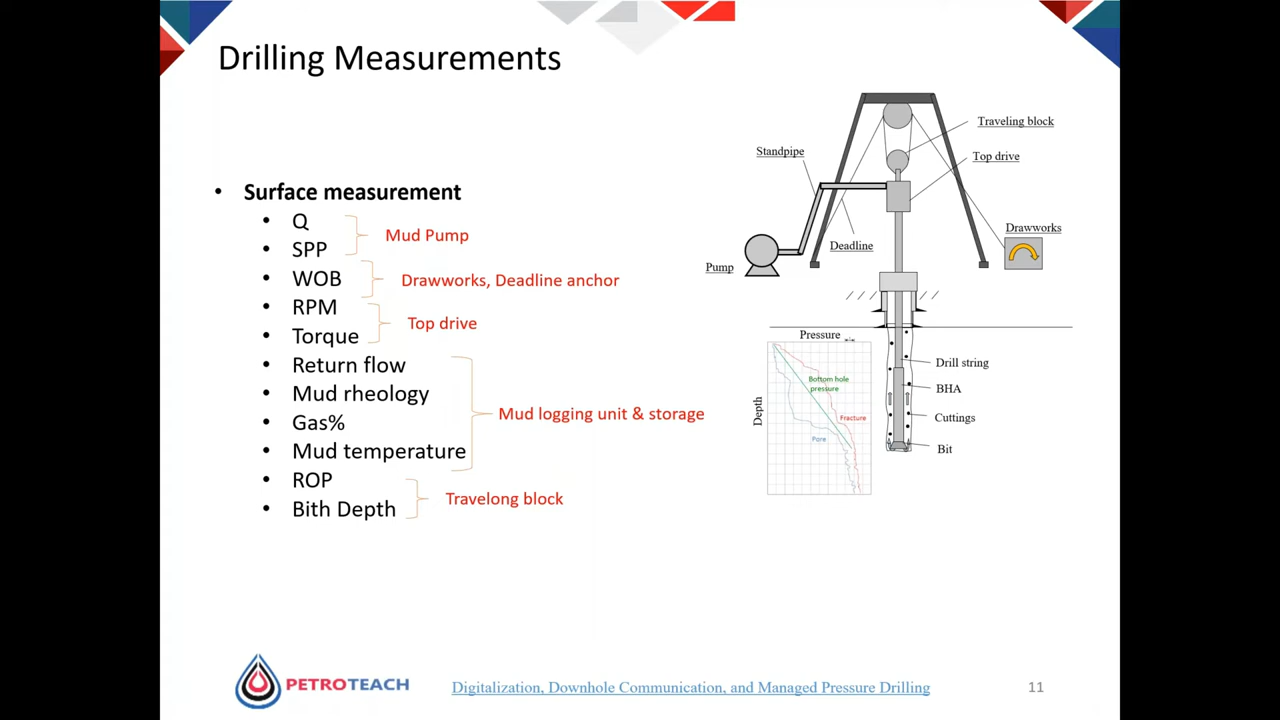 Drilling Measurements
• Surface measurement
• Q
• SPP
Mud Pump
• WOB
Drawworks, Deadline anchor
• RPM
• Torque
Top drive
• Return flow
• Mud rheology
• Gas%
• Mud temperature
Mud logging unit & storage
• ROP
• Bith Depth
Travelong block
Traveling block
Standpipe
Top drive
Drawworks
Deadline
Pump
Pressure
Depth
Bottom hole
pressure
Fracture
Pore
Drill string
BHA
Cuttings
Bit
PETROTEACH
Digitalization, Downhole Communication, and Managed Pressure Drilling
11